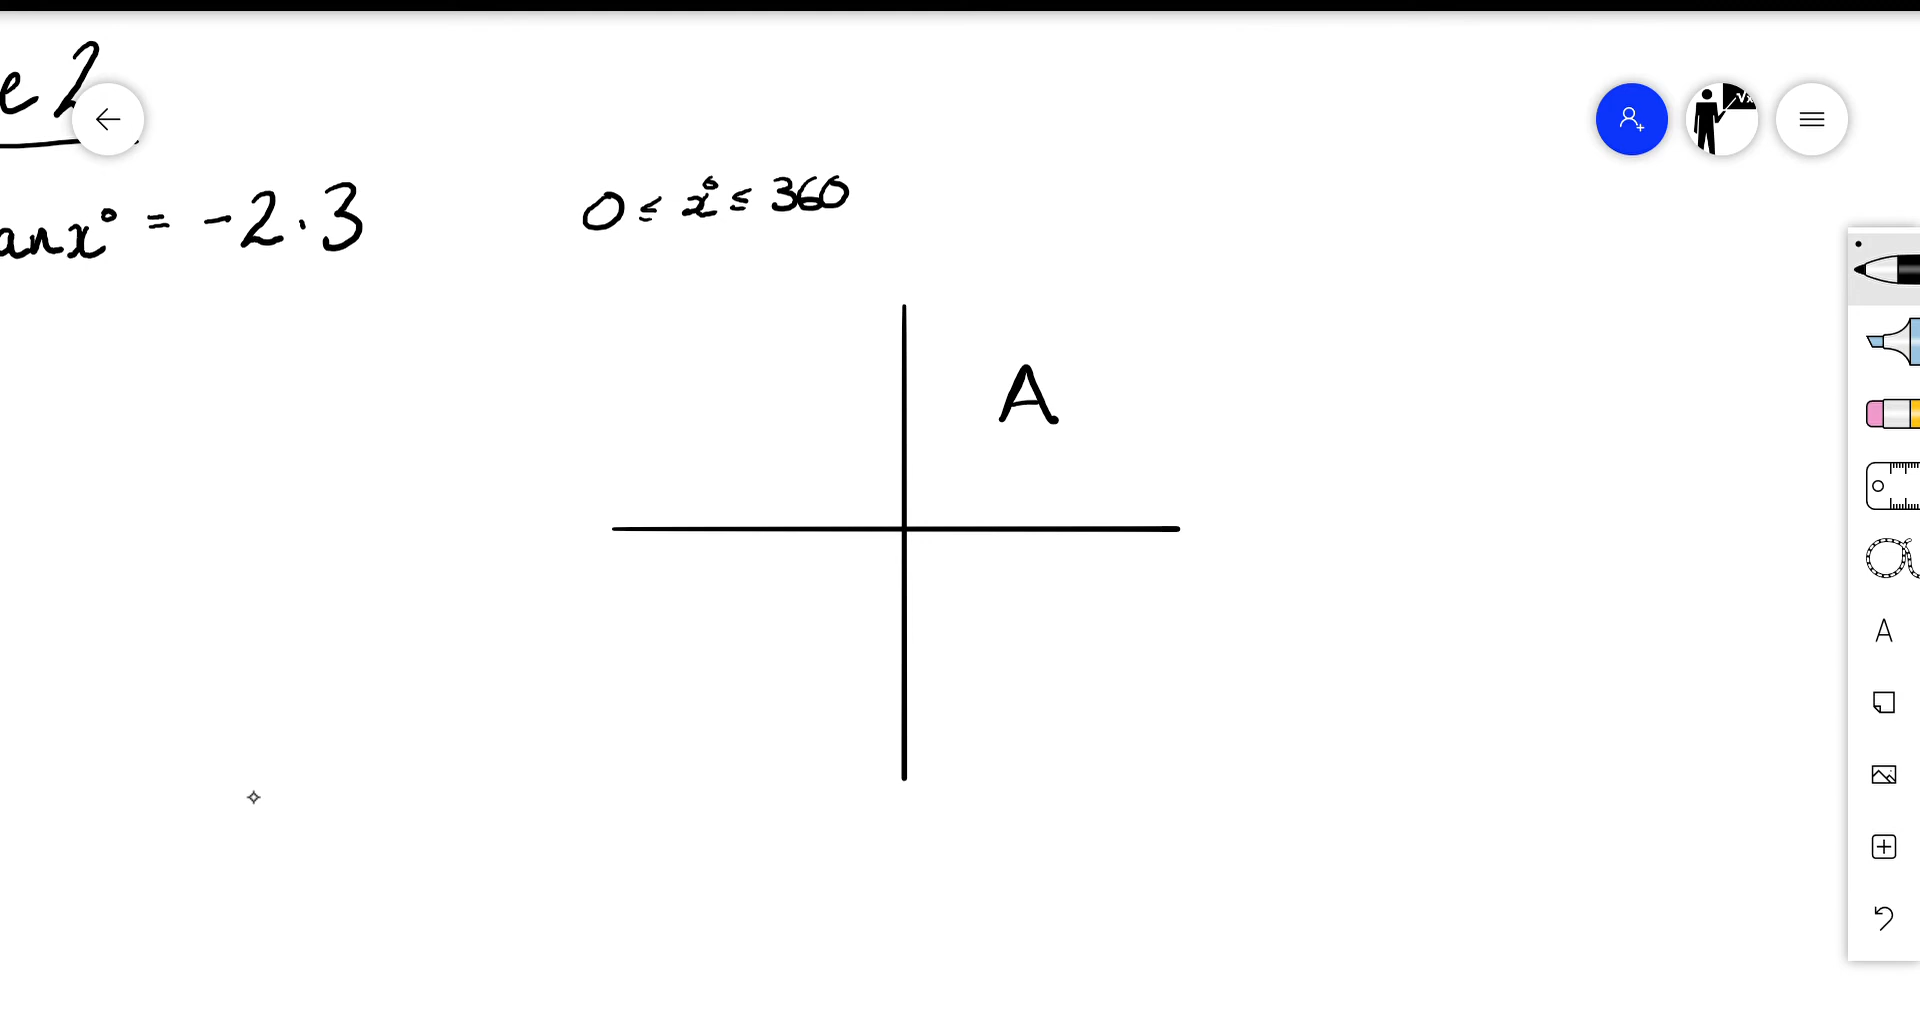 e 2
anx° = -2.3
0 ≤ x° ≤ 360
A
√x
A